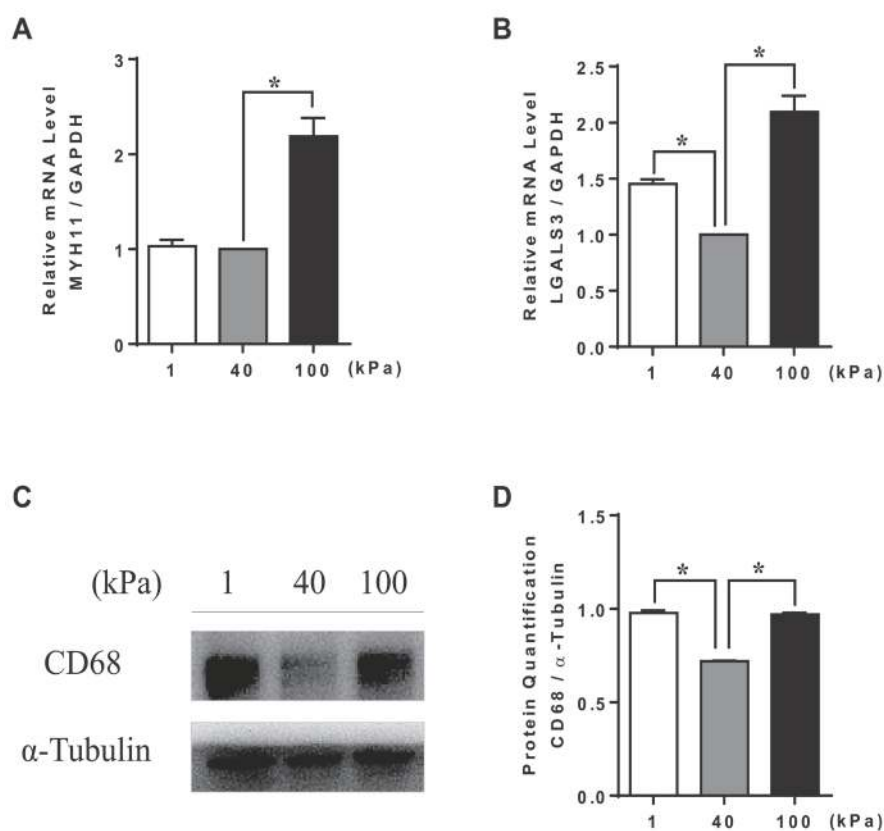 A
Relative mRNA Level
MYH11 / GAPDH
3
2
1
0
*
1 40 100 (kPa)
B
Relative mRNA Level
LGALS3 / GAPDH
2.5
2.0
1.5
1.0
0.5
0.0
*
*
1 40 100 (kPa)
C
(kPa) 1 40 100
CD68
α-Tubulin
D
Protein Quantification
CD68 / α-Tubulin
1.5
1.0
0.5
0.0
* *
1 40 100 (kPa)